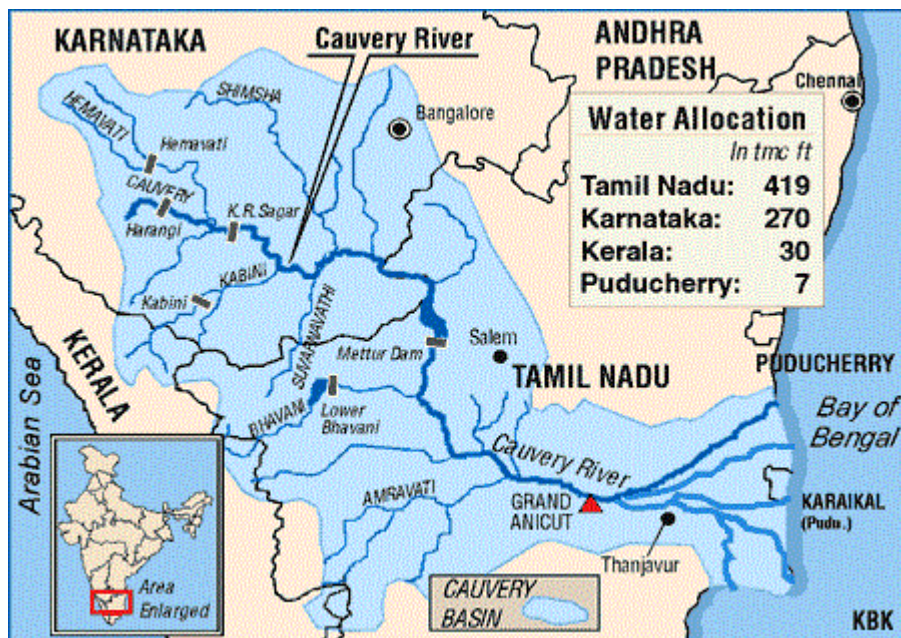 KARNATAKA
Cauvery River
ANDHRA
PRADESH
Chennai
SHIMSHA
HEMAVATI
Bangalore
Hemavati
Water Allocation
In tmc ft
Tamil Nadu: 419
Karnataka: 270
Kerala: 30
Puducherry: 7
CAUVERY
Harangi
K.R.Sagar
KABINI
Kabini
SUVARNAVATHI
Mettur Dam
Salem
KERALA
TAMIL NADU
PUDUCHERRY
BHAVANI
Lower
Bhavani
Arabian Sea
Bay of
Bengal
Cauvery River
AMRAVATI
GRAND
ANICUT
KARAIKAL
(Pudu.)
Thanjavur
Area
Enlarged
CAUVERY
BASIN
KBK